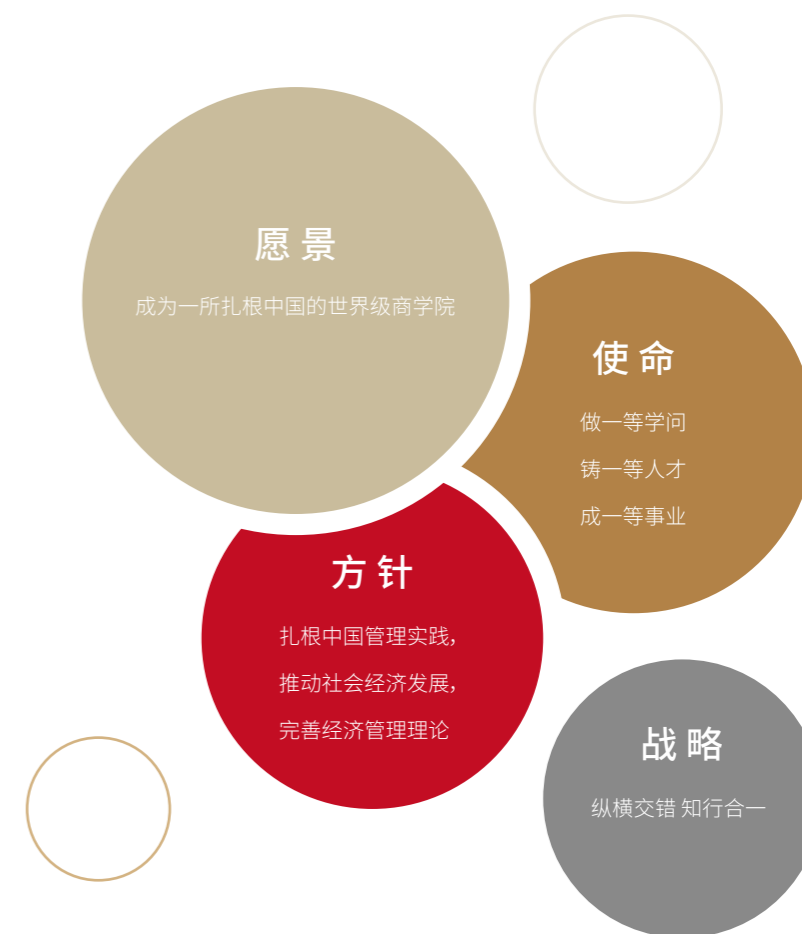 愿景
成为一所扎根中国的世界级商学院
使命
做一等学问
铸一等人才
成一等事业
方针
扎根中国管理实践，
推动社会经济发展，
完善经济管理理论
战略
纵横交错 知行合一